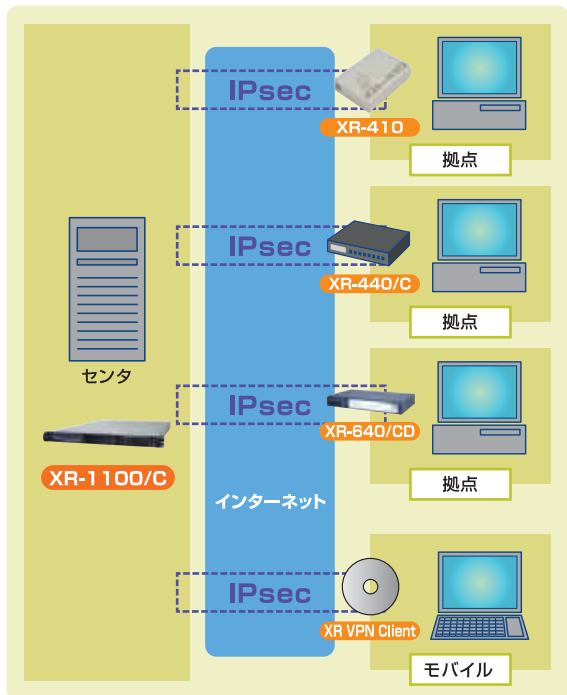 IPsec
XR-410
拠点
IPsec
XR-440/C
拠点
センタ
IPsec
XR-640/CD
XR-1100/C
拠点
インターネット
IPsec
XR VPN Client
モバイル